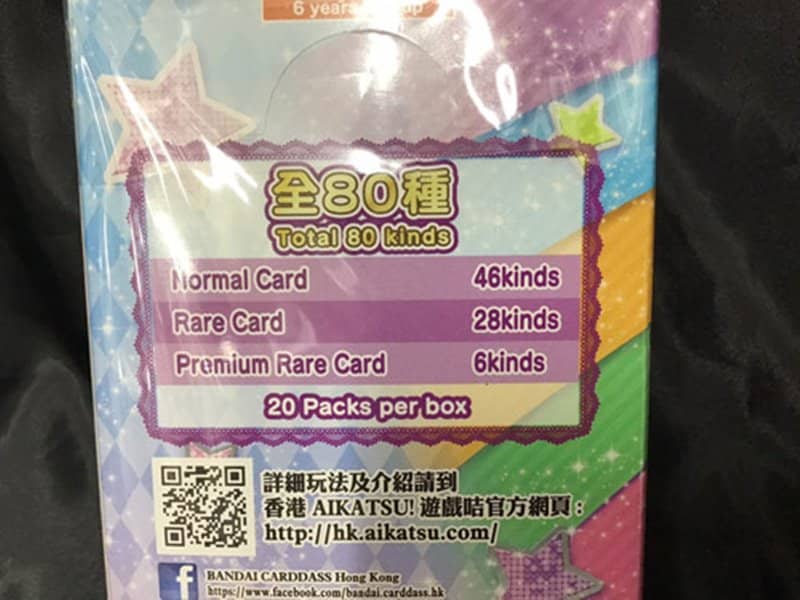 6 years up
全80種
Total 80 kinds
Normal Card 46kinds
Rare Card 28kinds
Premium Rare Card 6kinds
20 Packs per box
詳細玩法及介紹請到
香港 AIKATSU! 遊戲咭官方網頁：
http://hk.aikatsu.com/
f BANDAI CARDDASS Hong Kong
https://www.facebook.com/bandai.carddass.hk